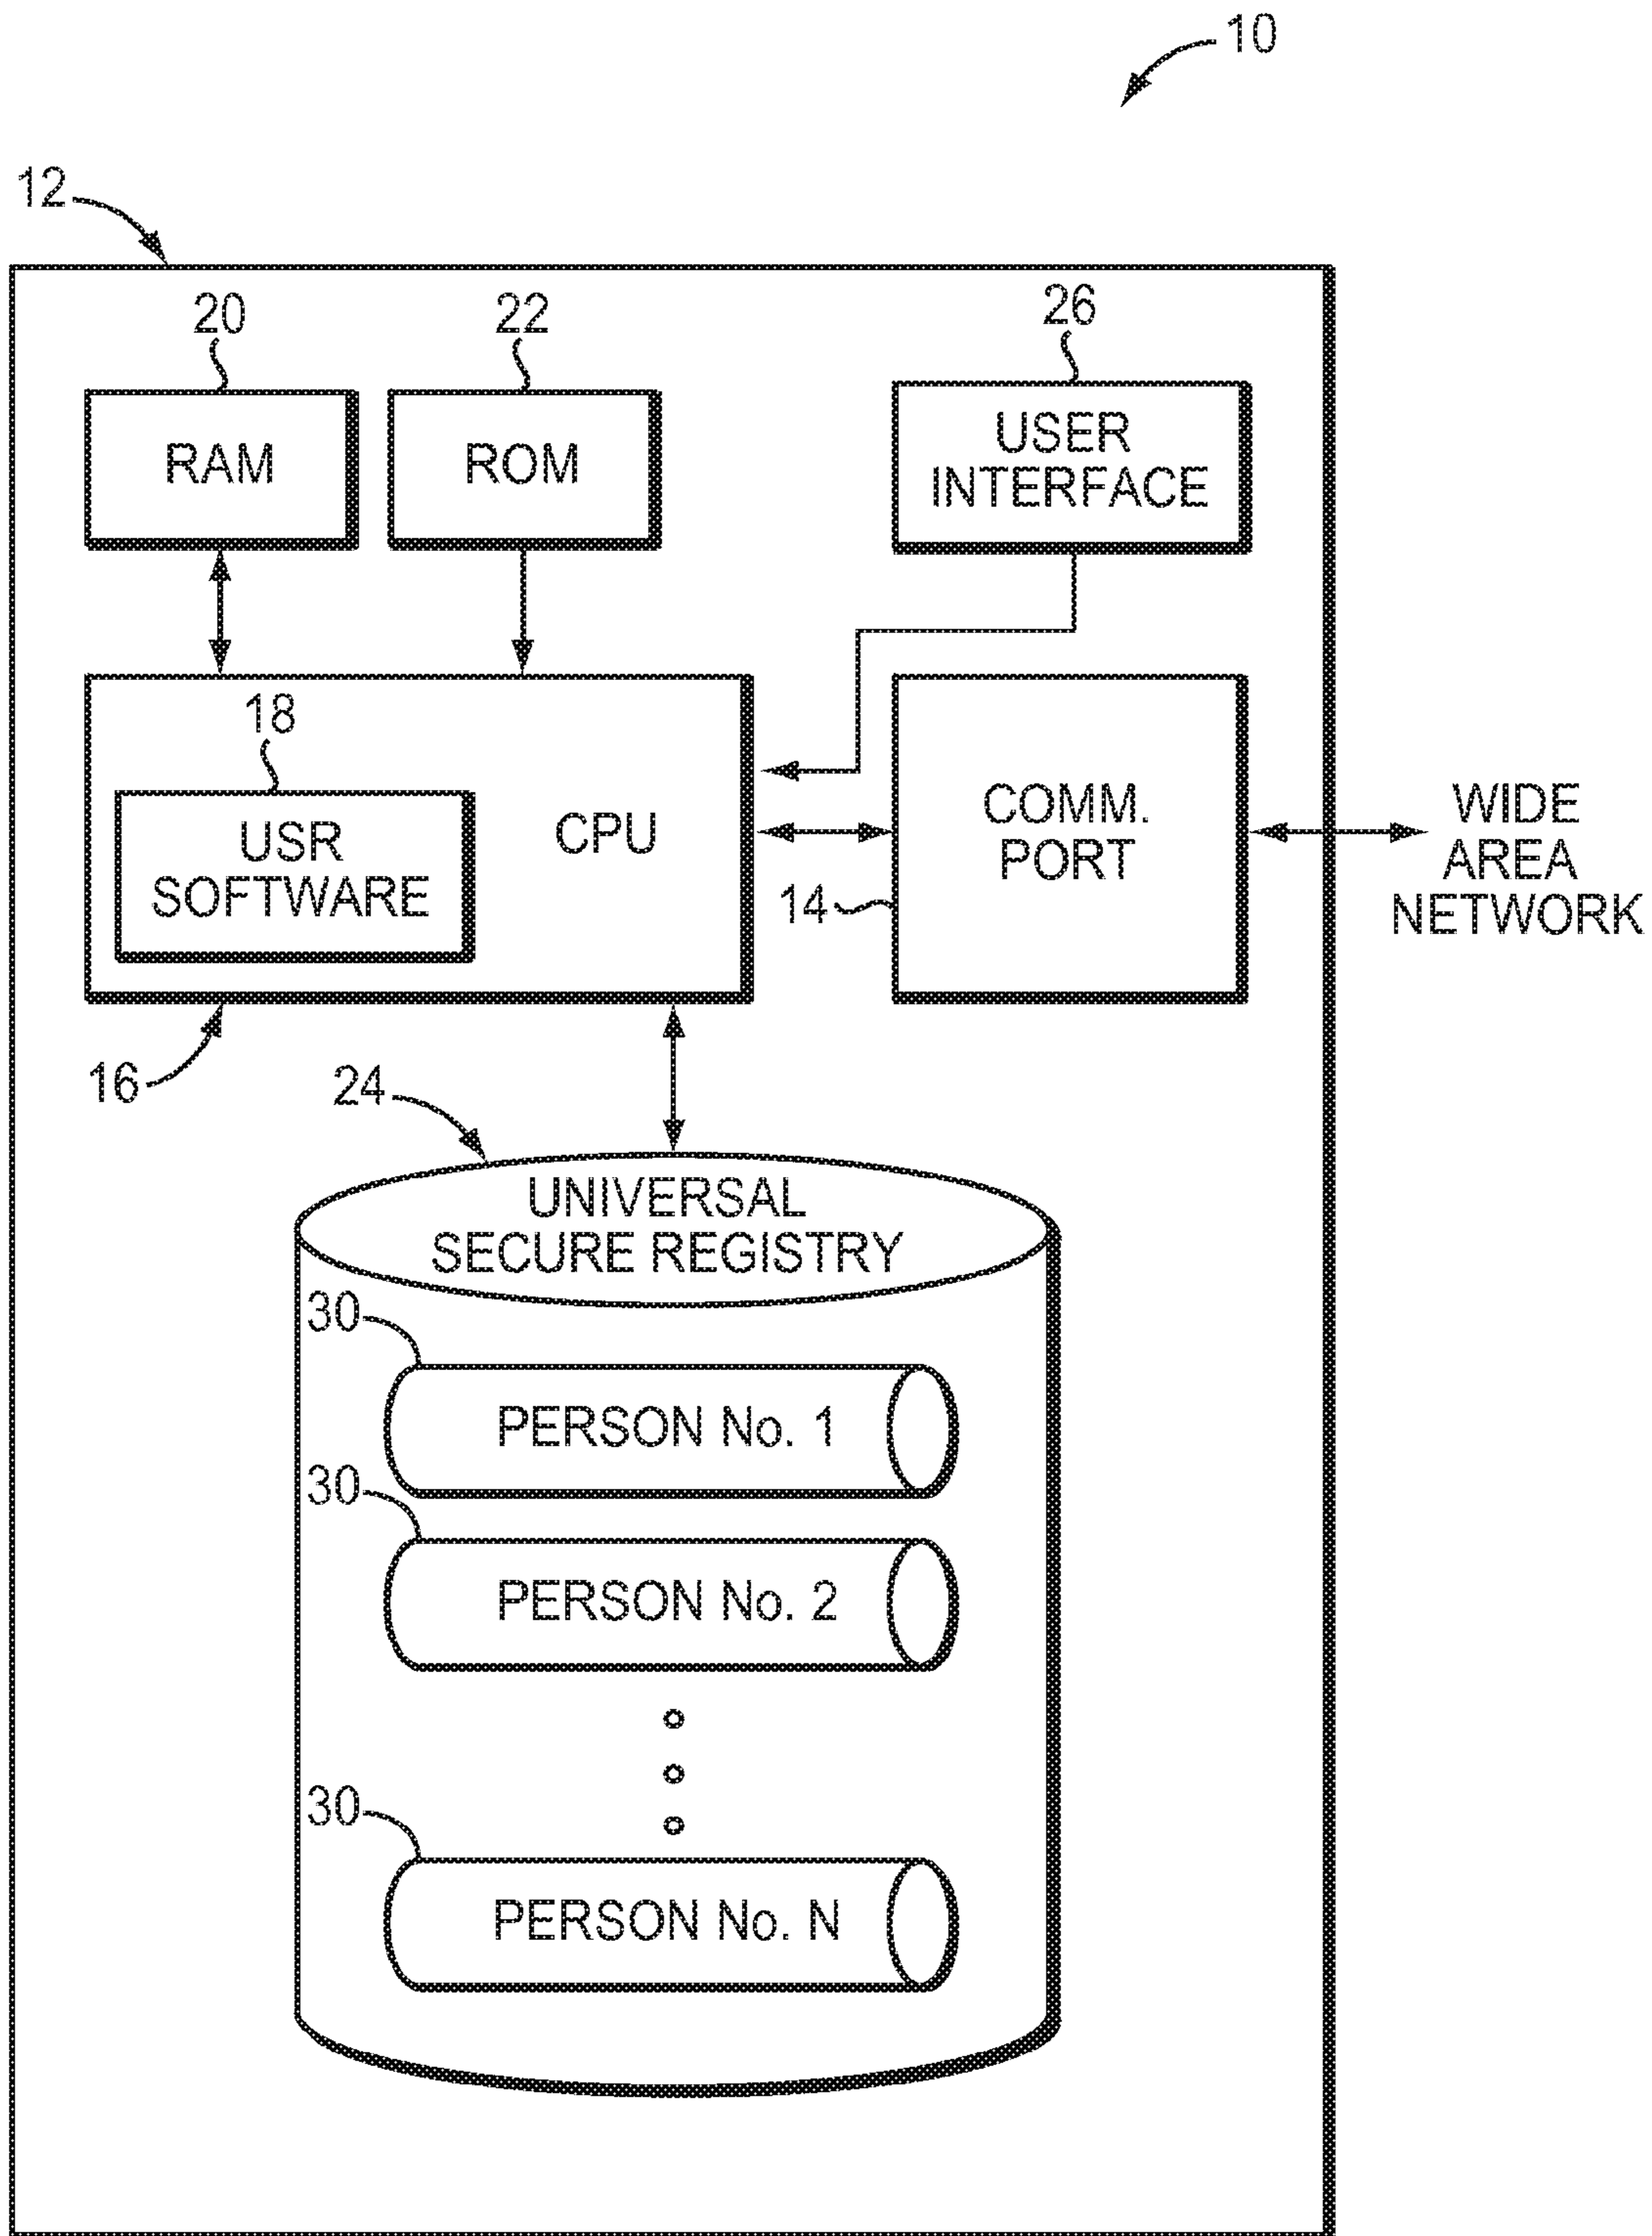 10
12
20
22
26
RAM
ROM
USER
INTERFACE
18
USR
SOFTWARE
CPU
COMM.
PORT
14
WIDE
AREA
NETWORK
16
24
UNIVERSAL
SECURE REGISTRY
30
PERSON No. 1
30
PERSON No. 2
30
PERSON No. N